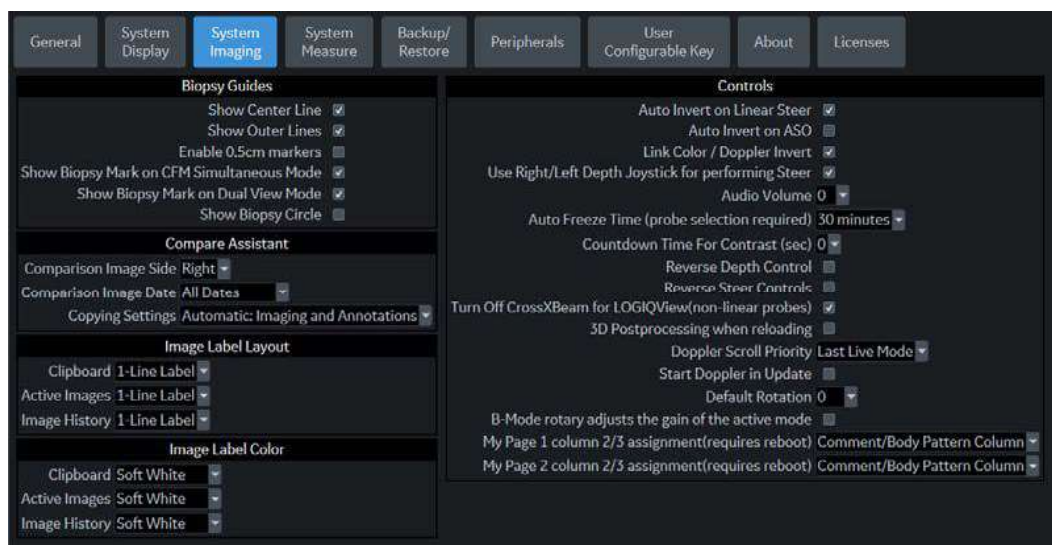 General
System Display
System Imaging
System Measure
Backup/ Restore
Peripherals
User Configurable Key
About
Licenses
Biopsy Guides
Show Center Line
Show Outer Lines
Enable 0.5cm markers
Show Biopsy Mark on CFM Simultaneous Mode
Show Biopsy Mark on Dual View Mode
Show Biopsy Circle
Compare Assistant
Comparison Image Side Right
Comparison Image Date All Dates
Copying Settings Automatic: Imaging and Annotations
Image Label Layout
Clipboard 1-Line Label
Active Images 1-Line Label
Image History 1-Line Label
Image Label Color
Clipboard Soft White
Active Images Soft White
Image History Soft White
Controls
Auto Invert on Linear Steer
Auto Invert on ASO
Link Color / Doppler Invert
Use Right/Left Depth Joystick for performing Steer
Audio Volume 0
Auto Freeze Time (probe selection required) 30 minutes
Countdown Time For Contrast (sec) 0
Reverse Depth Control
Reverse Steer Controls
Turn Off CrossXBeam for LOGIQView(non-linear probes)
3D Postprocessing when reloading
Doppler Scroll Priority Last Live Mode
Start Doppler in Update
Default Rotation 0
B-Mode rotary adjusts the gain of the active mode
My Page 1 column 2/3 assignment(requires reboot) Comment/Body Pattern Column
My Page 2 column 2/3 assignment(requires reboot) Comment/Body Pattern Column